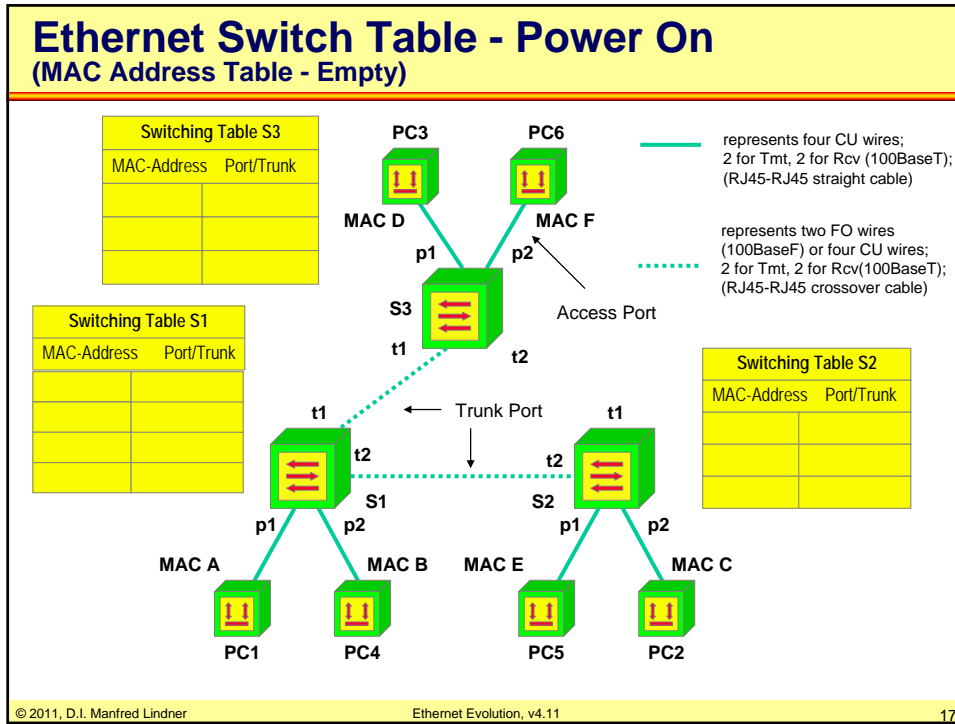 Ethernet Switch Table - Power On
(MAC Address Table - Empty)
Switching Table S3
MAC-Address Port/Trunk
PC3
PC6
MAC D
MAC F
p1
p2
S3
t1
t2
Access Port
represents four CU wires;
2 for Tmt, 2 for Rcv (100BaseT);
(RJ45-RJ45 straight cable)
represents two FO wires
(100BaseF) or four CU wires;
2 for Tmt, 2 for Rcv(100BaseT);
(RJ45-RJ45 crossover cable)
Switching Table S1
MAC-Address Port/Trunk
Switching Table S2
MAC-Address Port/Trunk
Trunk Port
t1
t2
S1
p1
p2
MAC A
MAC B
PC1
PC4
t1
t2
S2
p1
p2
MAC E
MAC C
PC5
PC2
© 2011, D.I. Manfred Lindner
Ethernet Evolution, v4.11
17